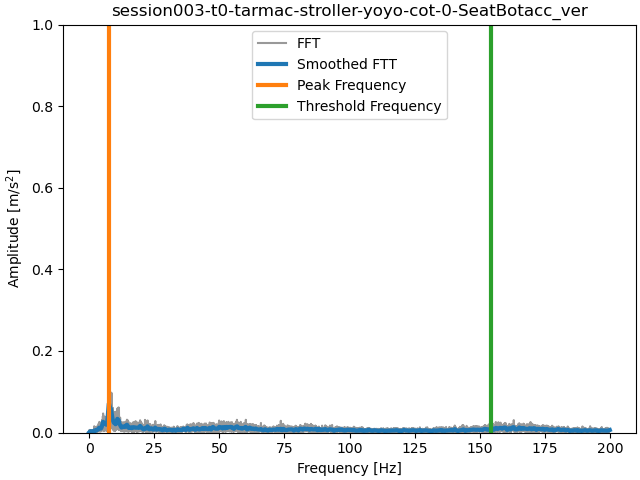 session003-t0-tarmac-stroller-yoyo-cot-0-SeatBotacc_ver
FFT
Smoothed FTT
Peak Frequency
Threshold Frequency
1.0
0.8
0.6
0.4
0.2
0.0
Amplitude [m/s²]
0 25 50 75 100 125 150 175 200
Frequency [Hz]